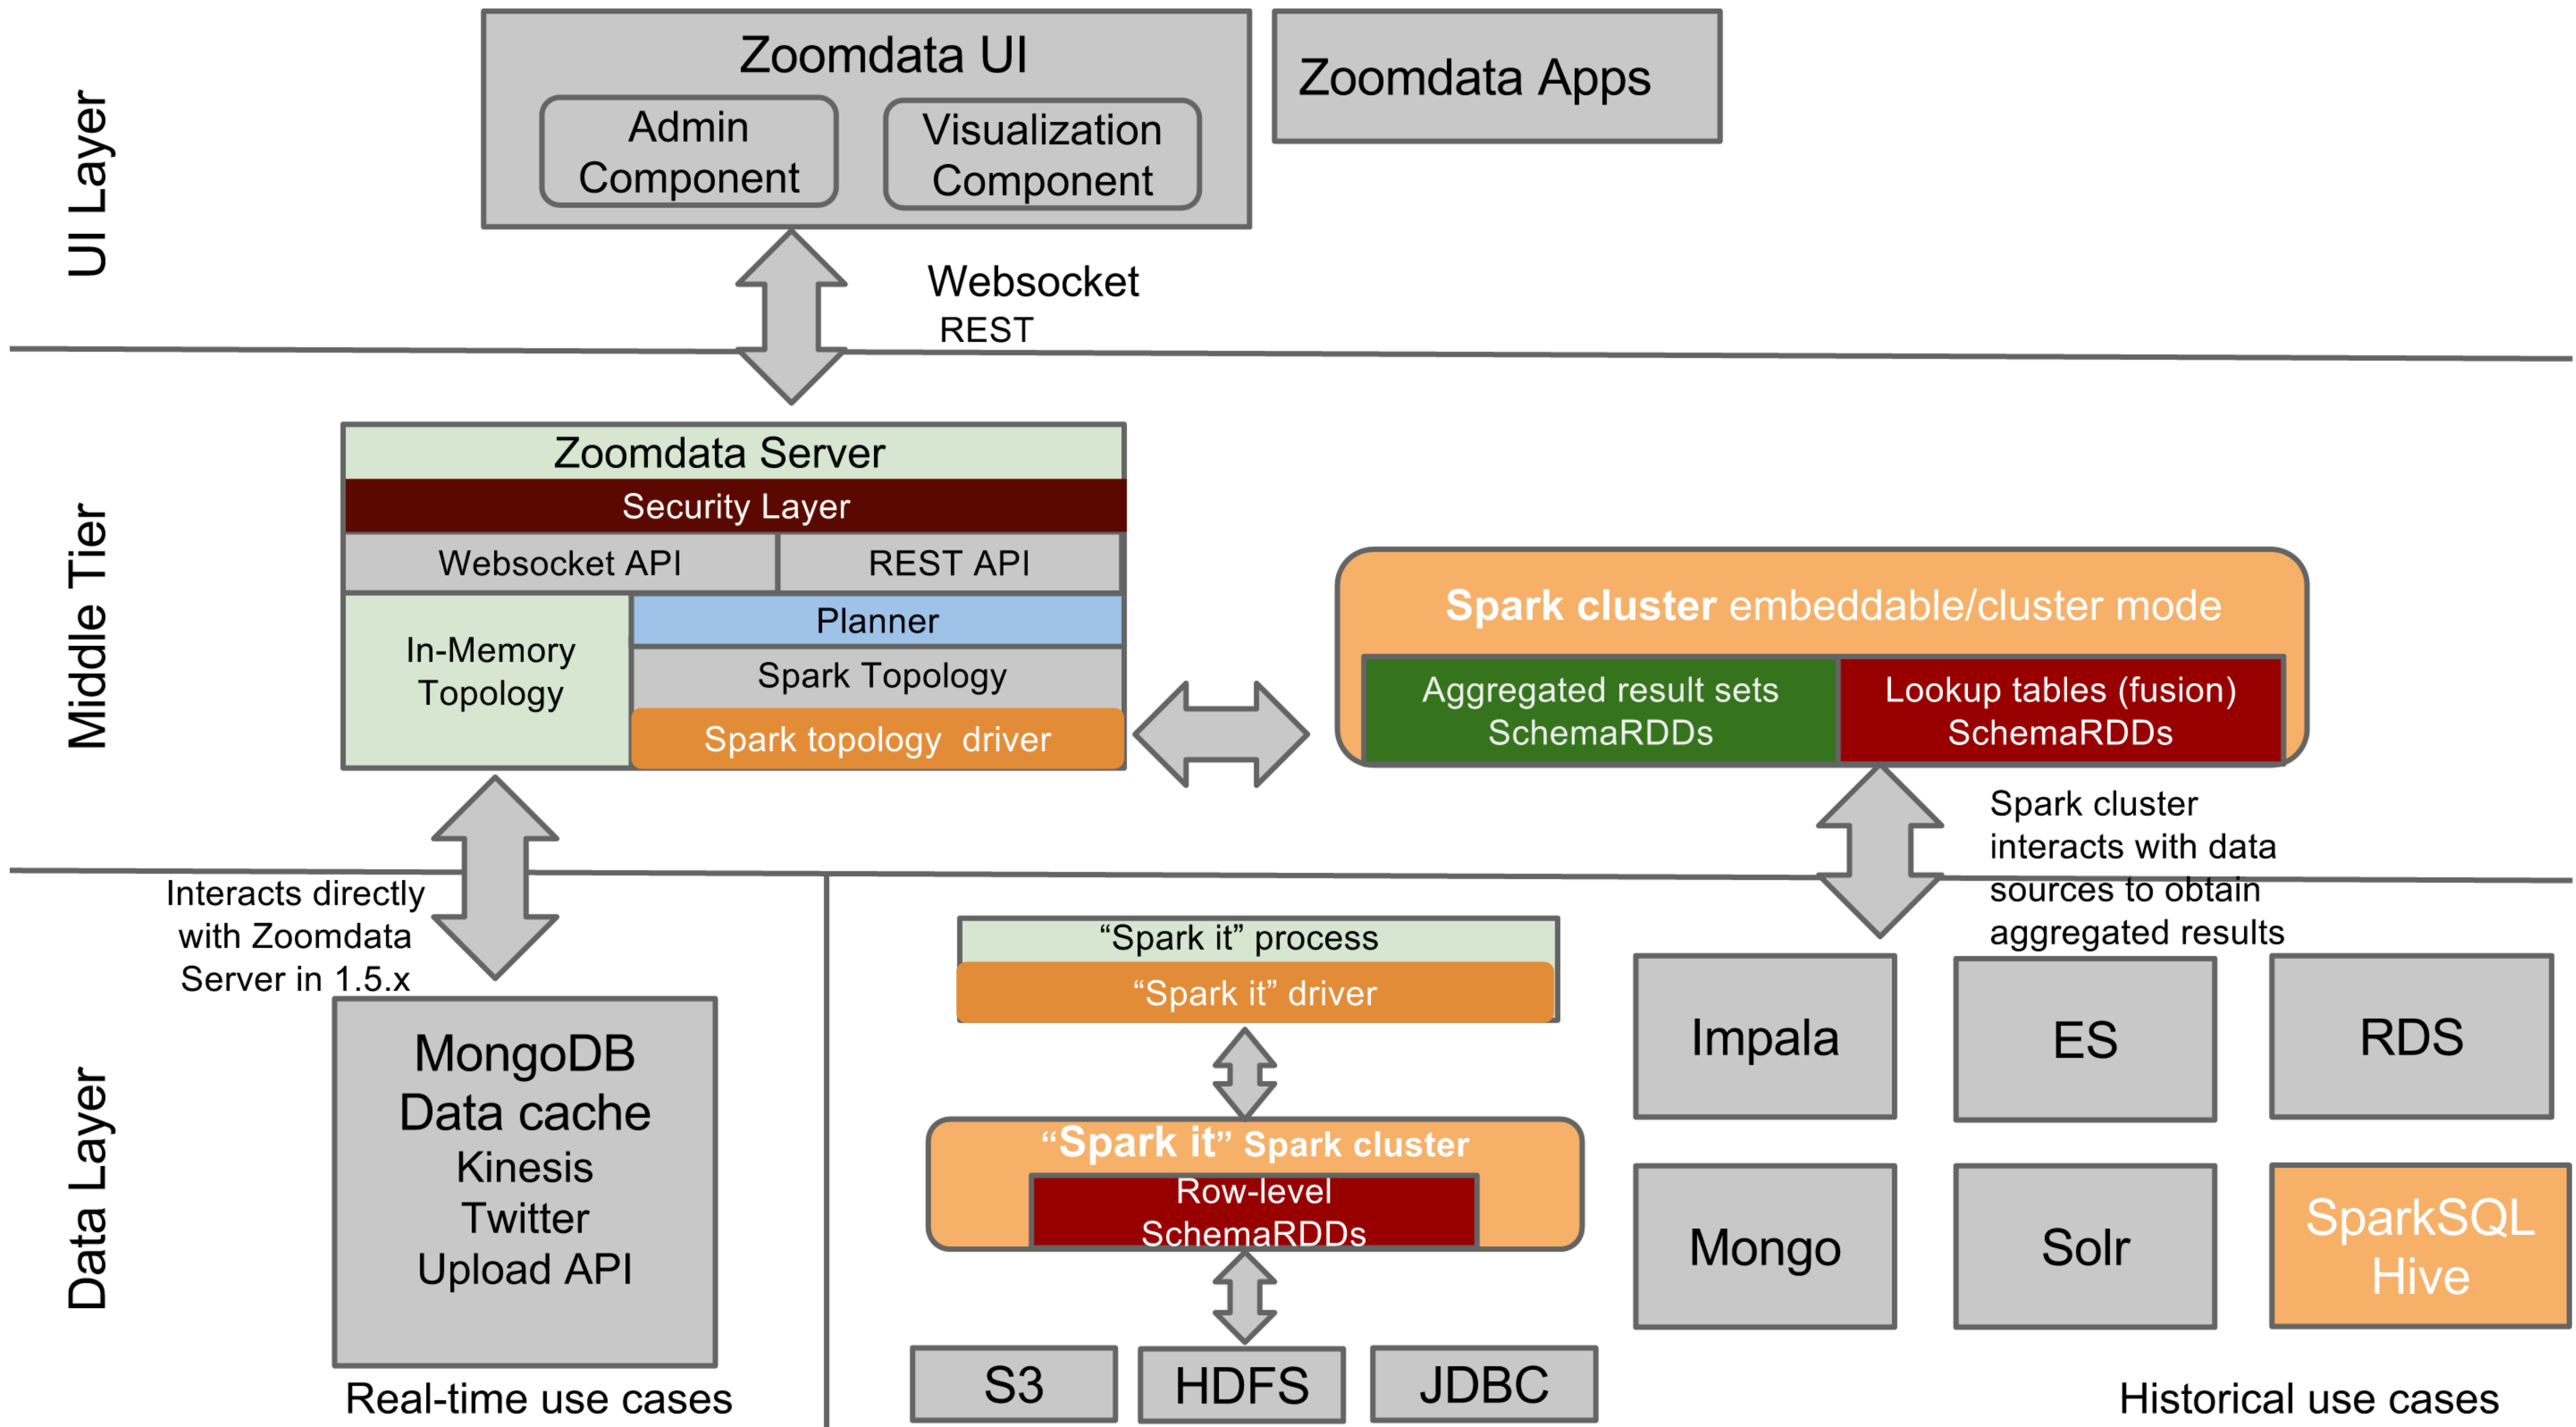 UI Layer
Zoomdata UI
Admin
Component
Visualization
Component
Zoomdata Apps
Websocket
REST
Middle Tier
Zoomdata Server
Security Layer
Websocket API
REST API
In-Memory
Topology
Planner
Spark Topology
Spark topology  driver
Spark cluster embeddable/cluster mode
Aggregated result sets
SchemaRDDs
Lookup tables (fusion)
SchemaRDDs
Spark cluster
interacts with data
sources to obtain
aggregated results
Data Layer
Interacts directly
with Zoomdata
Server in 1.5.x
MongoDB
Data cache
Kinesis
Twitter
Upload API
Real-time use cases
“Spark it” process
“Spark it” driver
“Spark it” Spark cluster
Row-level
SchemaRDDs
S3
HDFS
JDBC
Impala
ES
RDS
Mongo
Solr
SparkSQL
Hive
Historical use cases